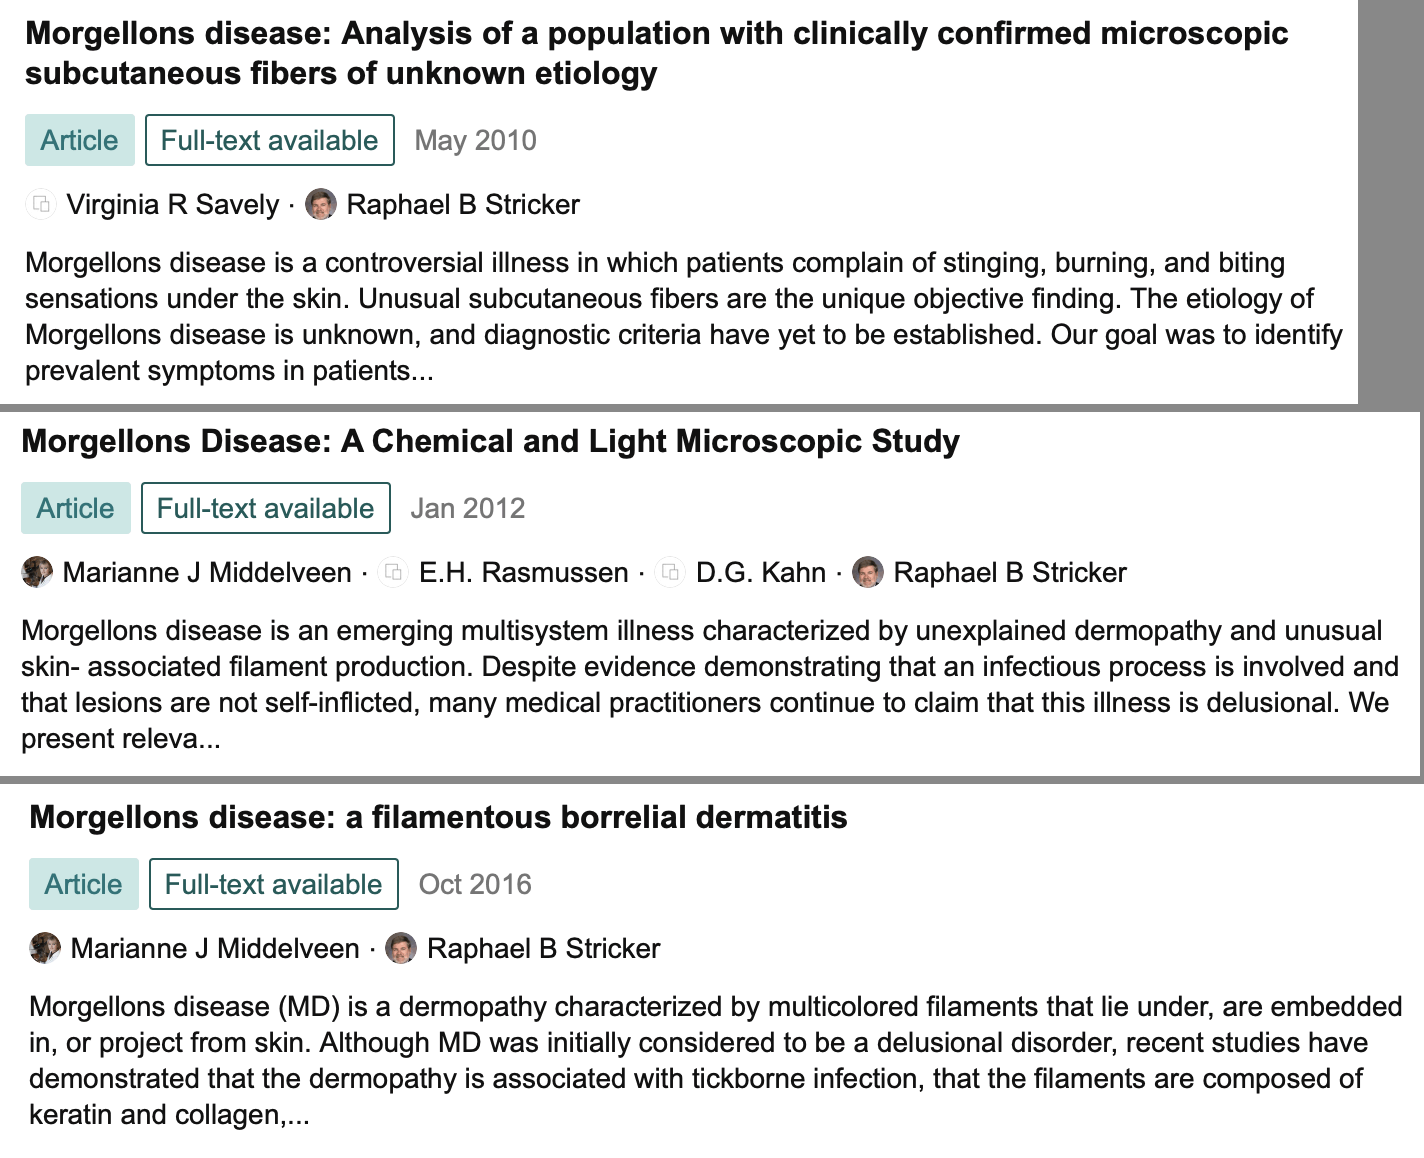 Morgellons disease: Analysis of a population with clinically confirmed microscopic
subcutaneous fibers of unknown etiology
Article Full-text available May 2010
Virginia R Savely · Raphael B Stricker
Morgellons disease is a controversial illness in which patients complain of stinging, burning, and biting
sensations under the skin. Unusual subcutaneous fibers are the unique objective finding. The etiology of
Morgellons disease is unknown, and diagnostic criteria have yet to be established. Our goal was to identify
prevalent symptoms in patients...
Morgellons Disease: A Chemical and Light Microscopic Study
Article Full-text available Jan 2012
Marianne J Middelveen · E.H. Rasmussen · D.G. Kahn · Raphael B Stricker
Morgellons disease is an emerging multisystem illness characterized by unexplained dermopathy and unusual
skin- associated filament production. Despite evidence demonstrating that an infectious process is involved and
that lesions are not self-inflicted, many medical practitioners continue to claim that this illness is delusional. We
present releva...
Morgellons disease: a filamentous borrelial dermatitis
Article Full-text available Oct 2016
Marianne J Middelveen · Raphael B Stricker
Morgellons disease (MD) is a dermopathy characterized by multicolored filaments that lie under, are embedded
in, or project from skin. Although MD was initially considered to be a delusional disorder, recent studies have
demonstrated that the dermopathy is associated with tickborne infection, that the filaments are composed of
keratin and collagen,...